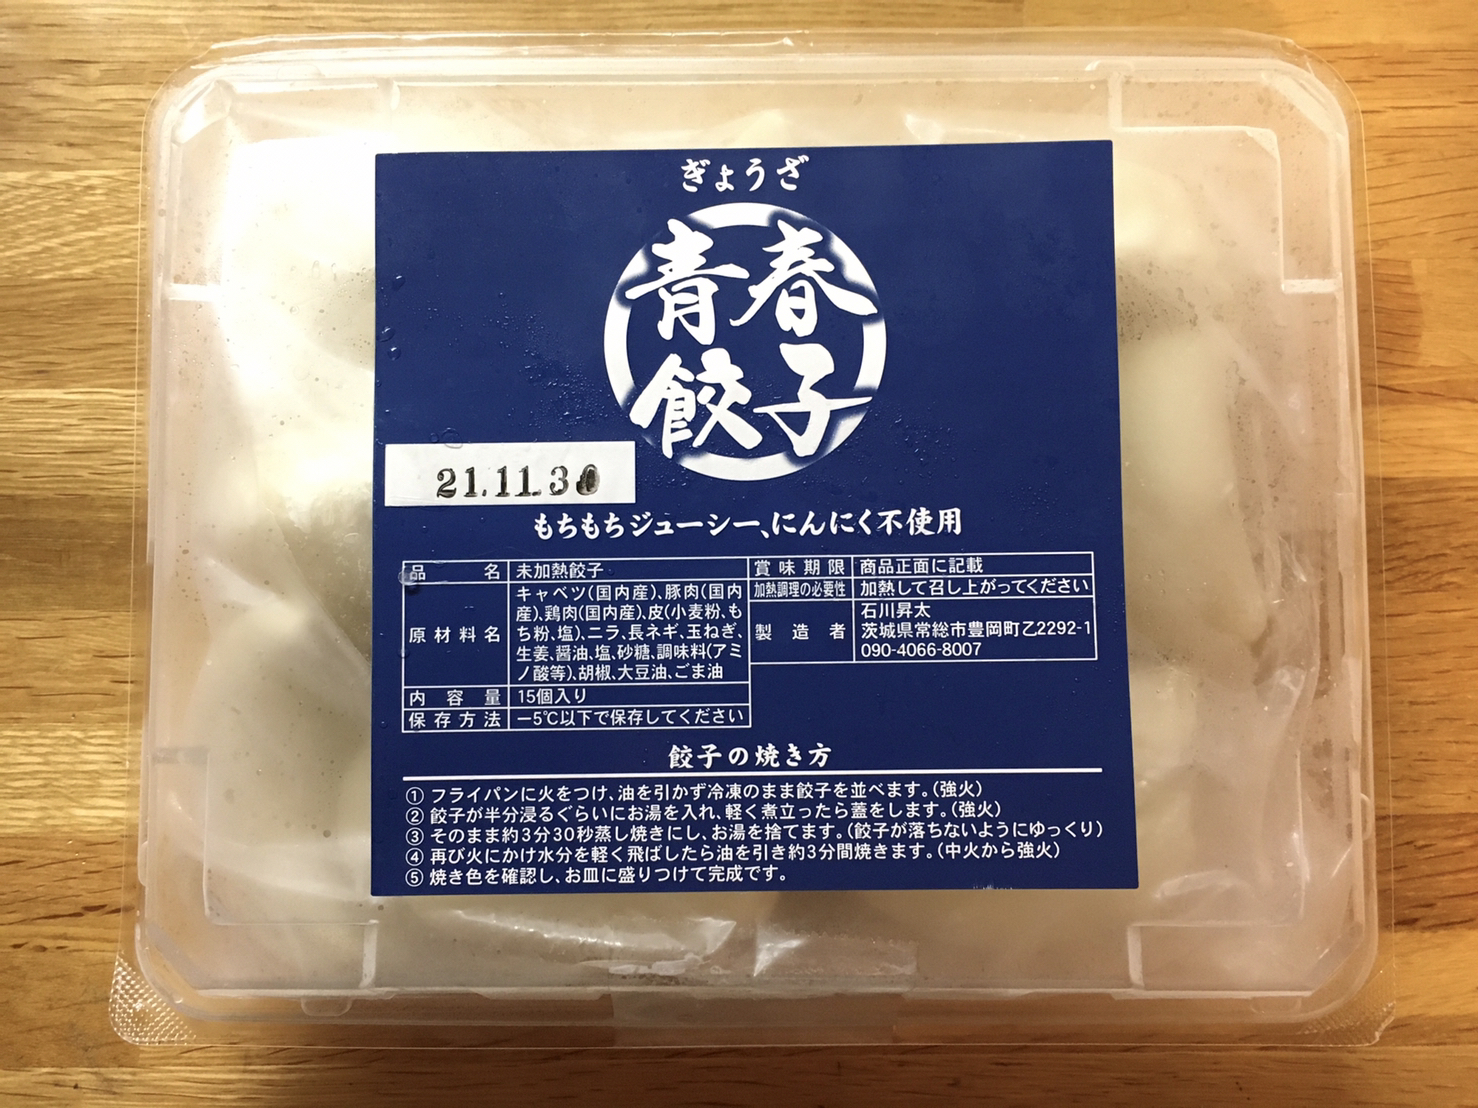 ぎょうざ
青春
餃子
21.11.30
もちもちジューシー、にんにく不使用
品名 未加熱餃子
原材料名 キャベツ(国内産)、豚肉(国内
産)、鶏肉(国内産)、皮(小麦粉、も
ち粉、塩)、ニラ、長ネギ、玉ねぎ、
生姜、醤油、塩、砂糖、調味料(アミ
ノ酸等)、胡椒、大豆油、ごま油
内容量 15個入り
保存方法 −5℃以下で保存してください
賞味期限 商品正面に記載
加熱調理の必要性 加熱して召し上がってください
製造者 石川昇太
茨城県常総市豊岡町乙2292-1
090-4066-8007
餃子の焼き方
① フライパンに火をつけ、油を引かず冷凍のまま餃子を並べます。(強火)
② 餃子が半分浸るぐらいにお湯を入れ、軽く煮立ったら蓋をします。(強火)
③ そのまま約3分30秒蒸し焼きにし、お湯を捨てます。(餃子が落ちないようにゆっくり)
④ 再び火にかけ水分を軽く飛ばしたら油を引き約3分間焼きます。(中火から強火)
⑤ 焼き色を確認し、お皿に盛りつけて完成です。